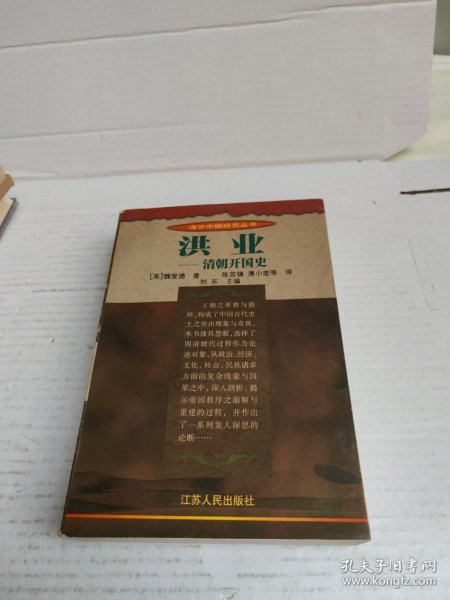 海外中国研究丛书
洪业
——清朝开国史
[美]魏斐德 著 陈苏镇 薄小莹等 译
刘东 主编
王朝之更替与循
环,构成了中国古代史
上之突出现象与奇观。
本书独具慧眼,选择了
明清嬗代过程作为论
述对象,从政治、经济、
文化、社会、民族诸多
方面的复杂线索与因
果之中,深入剖析、揭
示帝国秩序之崩解与
重建的过程,并作出
了一系列发人深思的
论断……
江苏人民出版社
孔夫子旧书网
www.kongfz.com